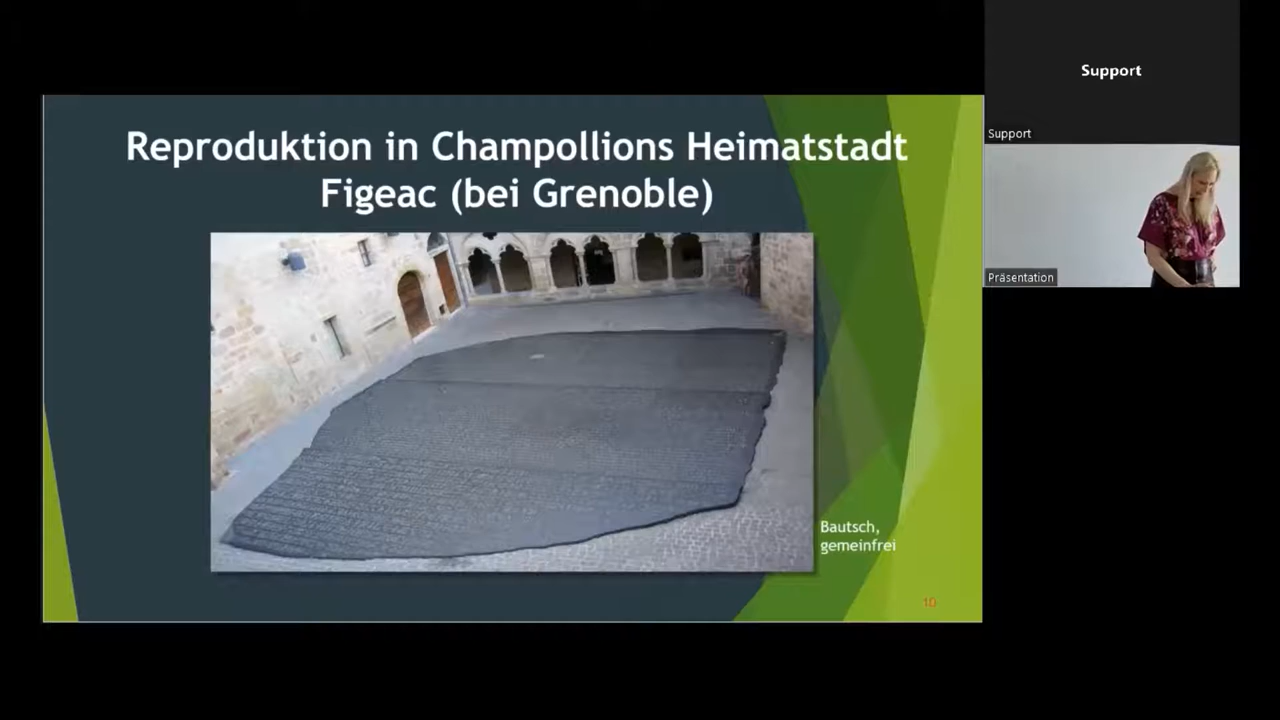 Reproduktion in Champollions Heimatstadt
Figeac (bei Grenoble)
Bautsch,
gemeinfrei
10
Support
Support
Präsentation